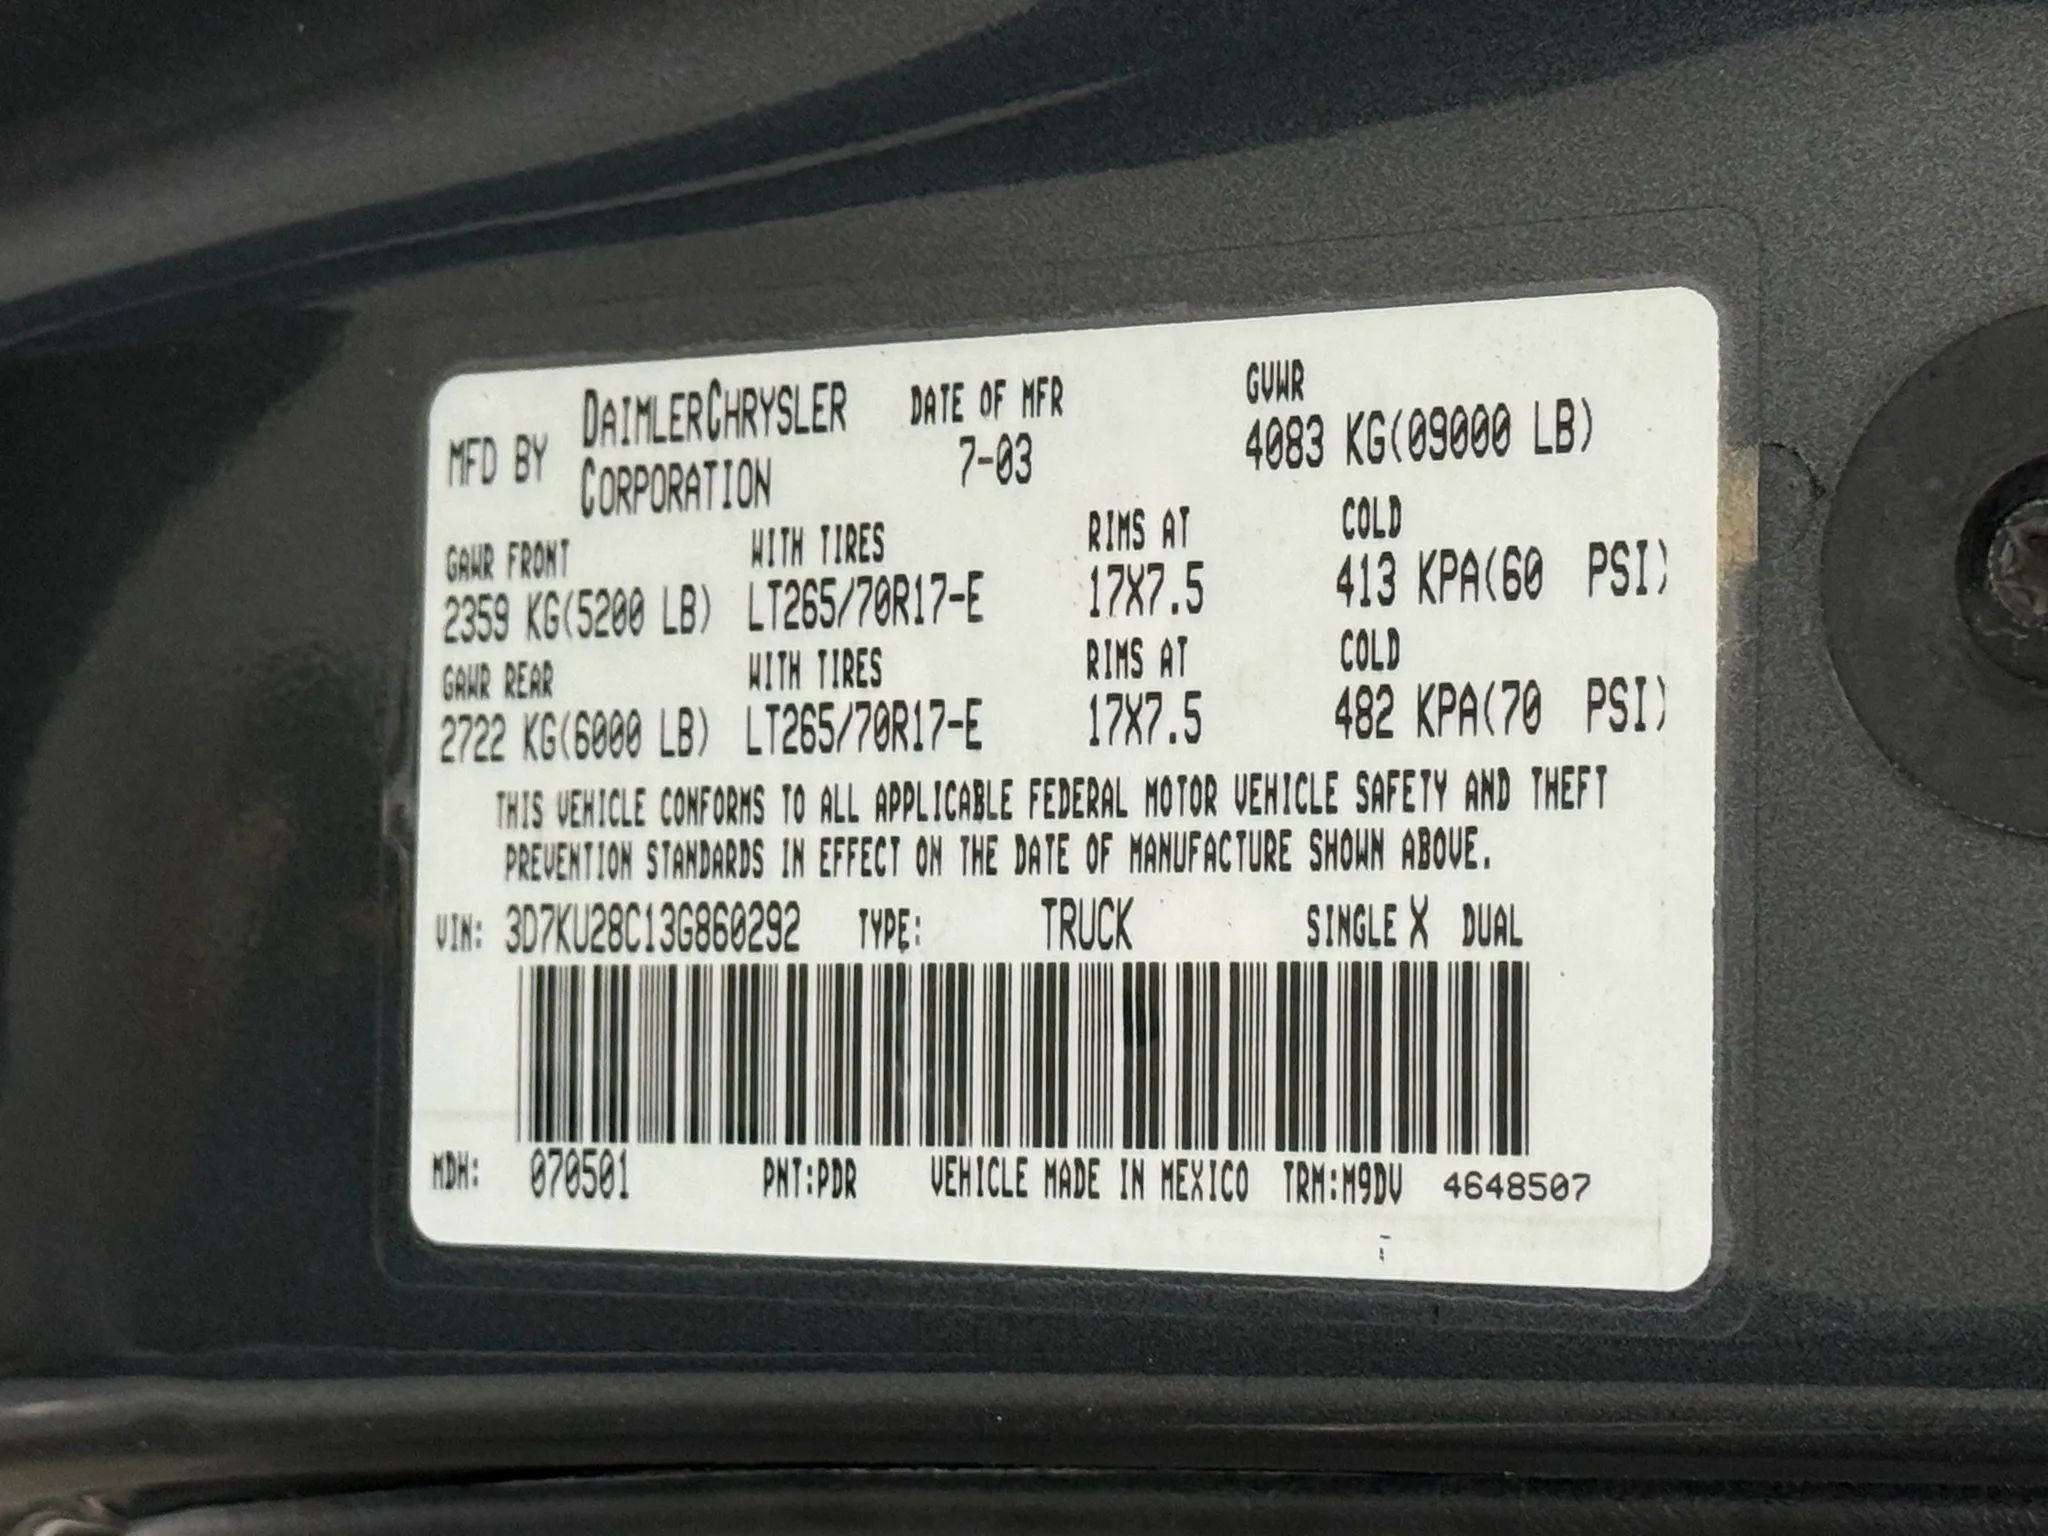 MFD BY DAIMLERCHRYSLER CORPORATION DATE OF MFR 7-03 GVWR 4083 KG(09000 LB)
GAWR FRONT WITH TIRES RIMS AT COLD
2359 KG(5200 LB) LT265/70R17-E 17X7.5 413 KPA(60 PSI)
GAWR REAR WITH TIRES RIMS AT COLD
2722 KG(6000 LB) LT265/70R17-E 17X7.5 482 KPA(70 PSI)
THIS VEHICLE CONFORMS TO ALL APPLICABLE FEDERAL MOTOR VEHICLE SAFETY AND THEFT
PREVENTION STANDARDS IN EFFECT ON THE DATE OF MANUFACTURE SHOWN ABOVE.
VIN: 3D7KU28C13G860292 TYPE: TRUCK SINGLE X DUAL
MDH: 070501 PNT:PDR VEHICLE MADE IN MEXICO TRM:M9DV 4648507